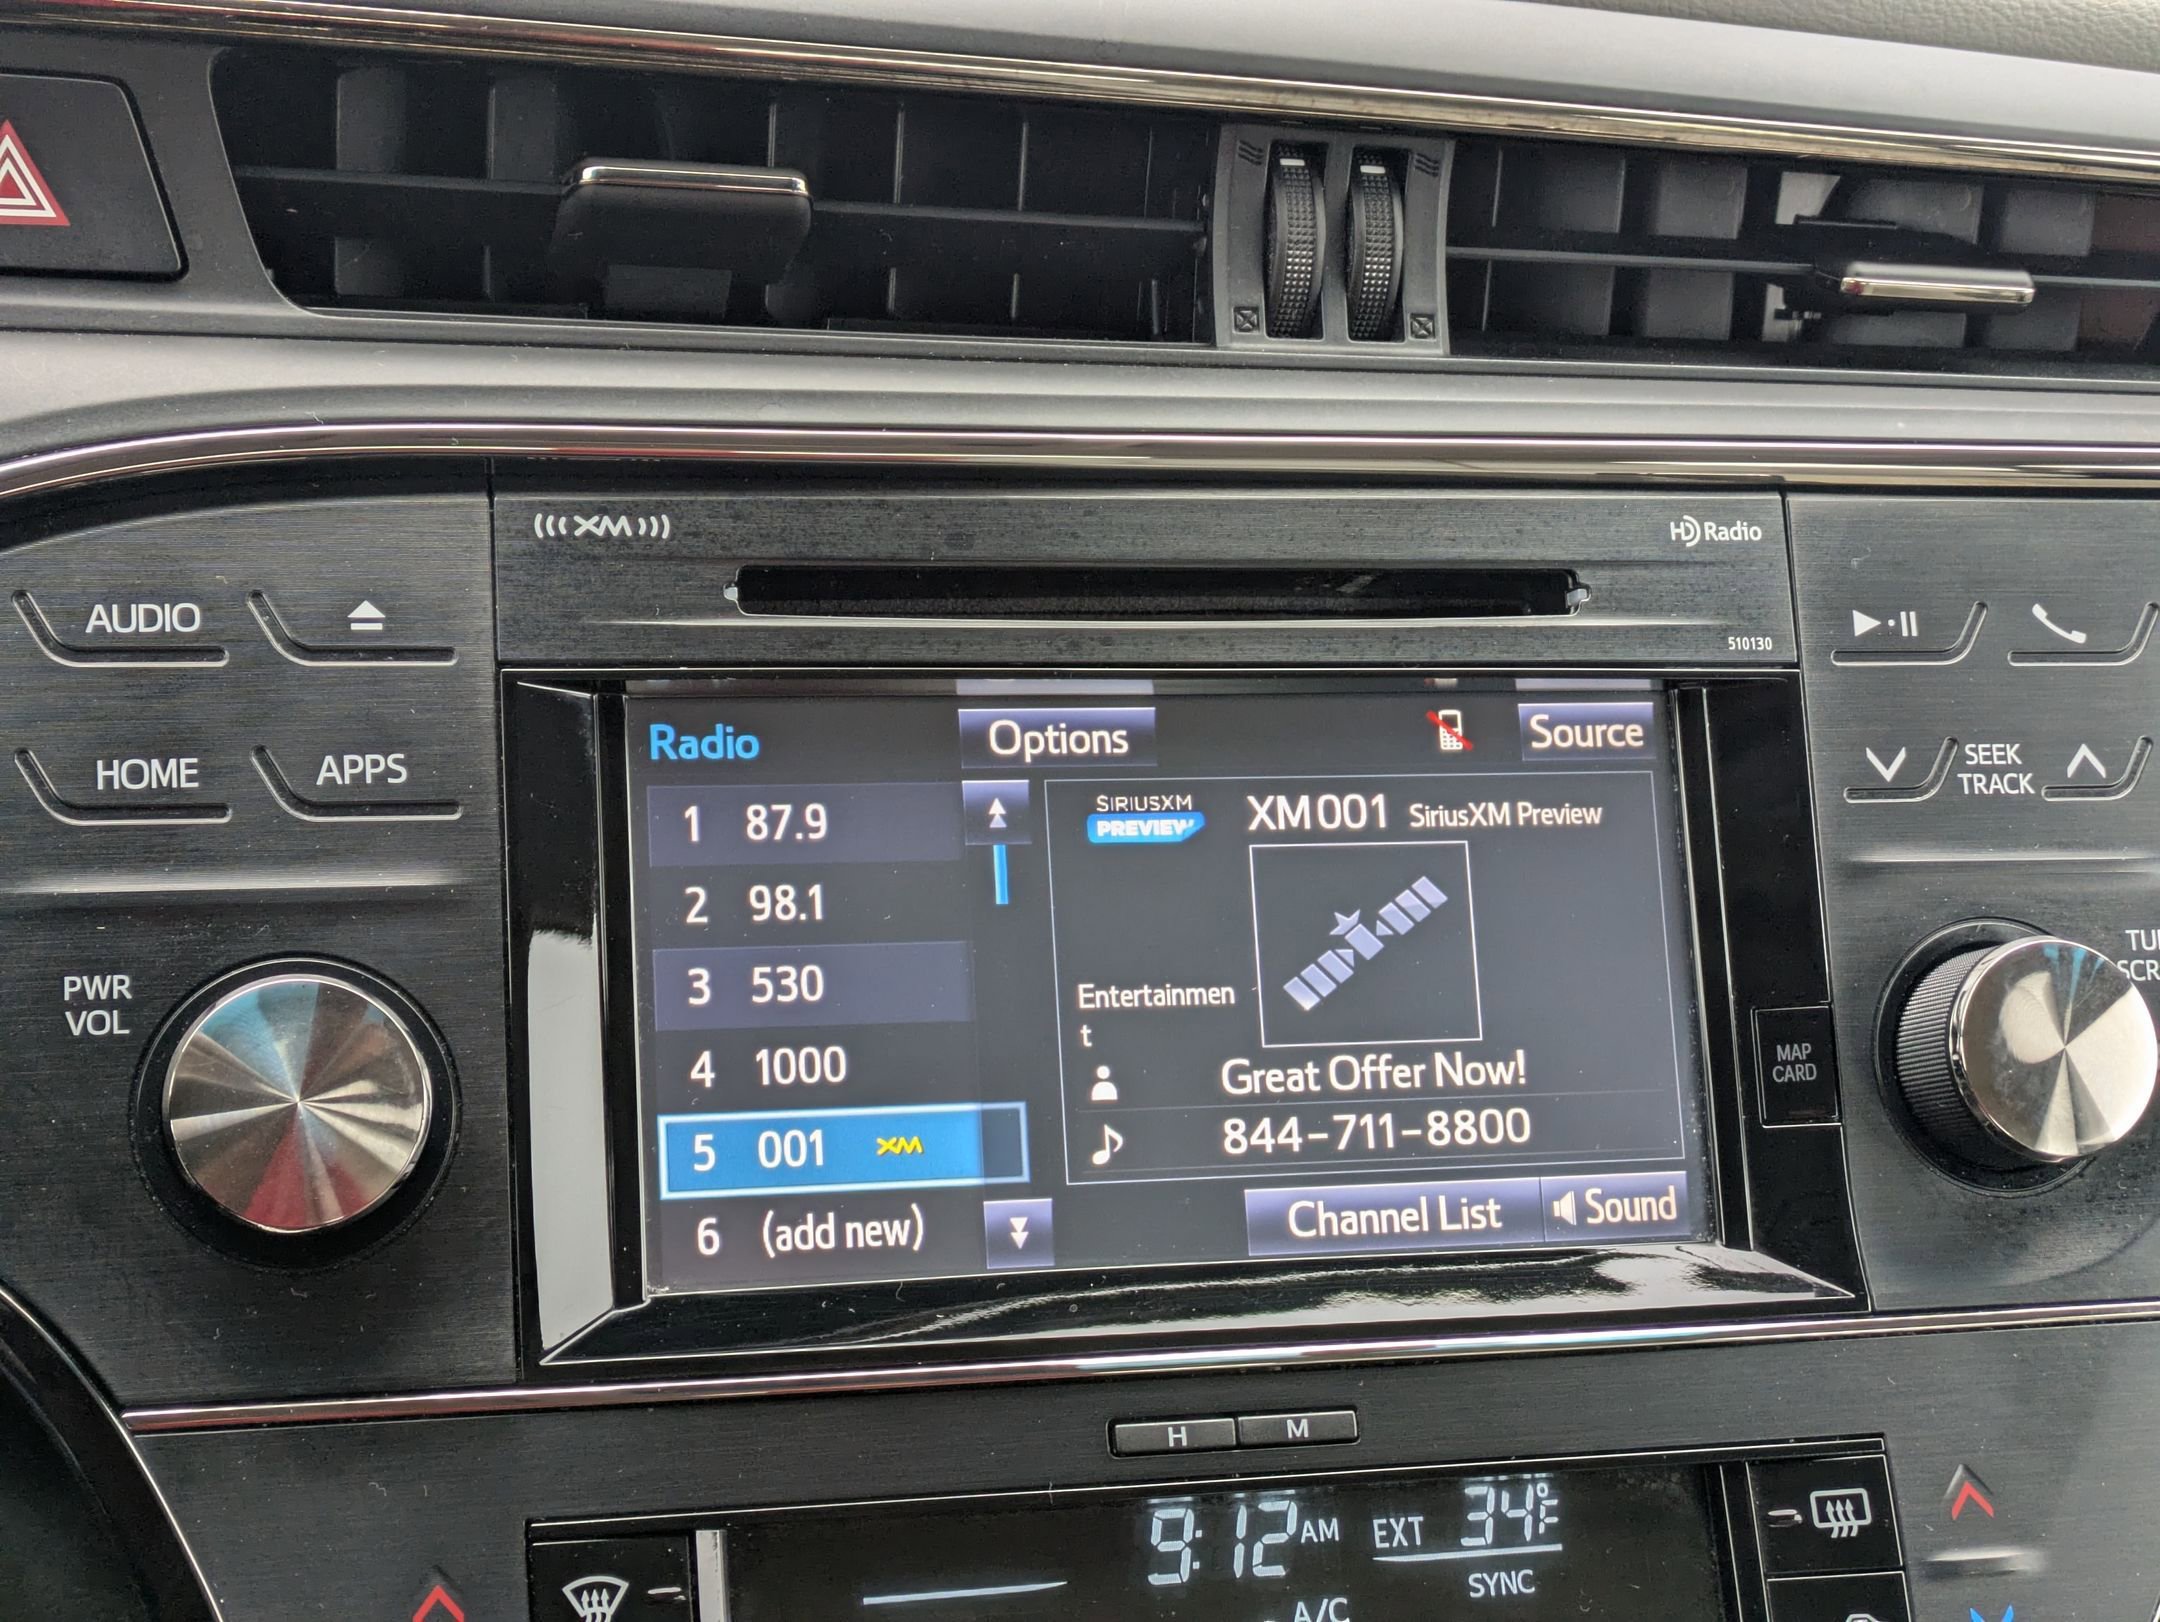 XM
HD Radio
510130
AUDIO
HOME
APPS
SEEK
TRACK
PWR
VOL
MAP
CARD
Radio
Options
Source
1 87.9
2 98.1
3 530
4 1000
5 001 XM
6 (add new)
SIRIUSXM
PREVIEW
XM001 SiriusXM Preview
Entertainmen
t
Great Offer Now!
844-711-8800
Channel List
Sound
H
M
9:12 AM EXT 34°F
SYNC
A/C